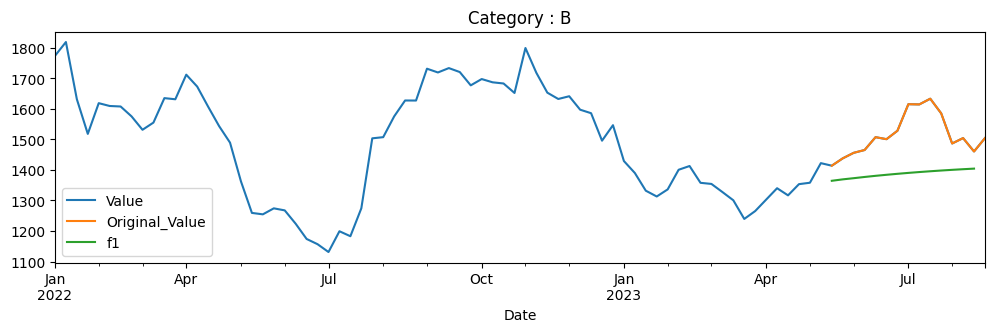 Category : B
1800
1700
1600
1500
1400
1300
1200
1100
Value
Original_Value
f1
Jan
2022
Apr
Jul
Oct
Jan
2023
Apr
Jul
Date